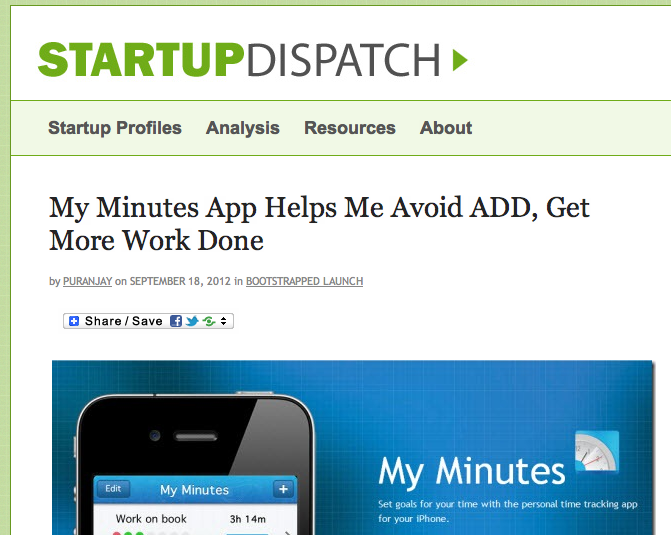 STARTUPDISPATCH
Startup Profiles Analysis Resources About
My Minutes App Helps Me Avoid ADD, Get
More Work Done
by PURANJAY on SEPTEMBER 18, 2012 in BOOTSTRAPPED LAUNCH
Share / Save
My Minutes
Set goals for your time with the personal time tracking app
for your iPhone.
Edit My Minutes +
Work on book 3h 14m